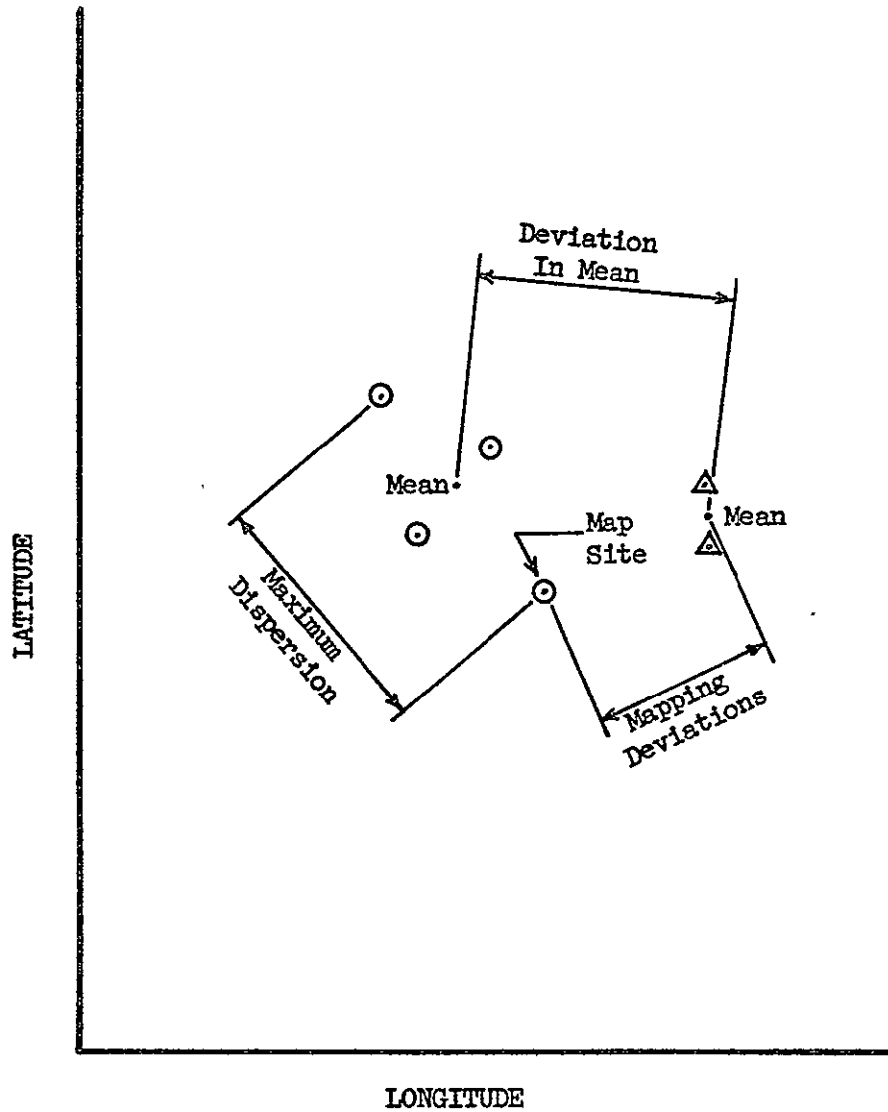 Deviation
In Mean
Mean
Mean
Map
Site
Maximum
Dispersion
Mapping
Deviations
LATITUDE
LONGITUDE